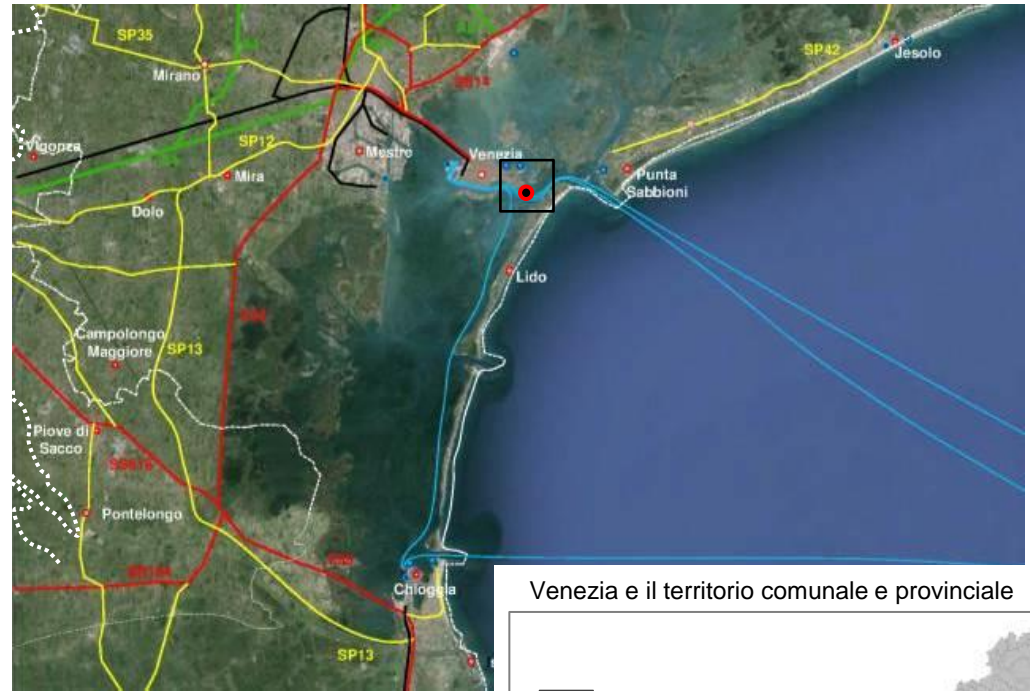 SP35
Mirano
SP42
Jesolo
SR14
Vigonza
SP12
Mestre
Venezia
Mira
Punta
Sabbioni
Dolo
Lido
Campolongo
Maggiore
SP13
Piove di
Sacco
Pontelongo
Chioggia
SP13
Venezia e il territorio comunale e provinciale